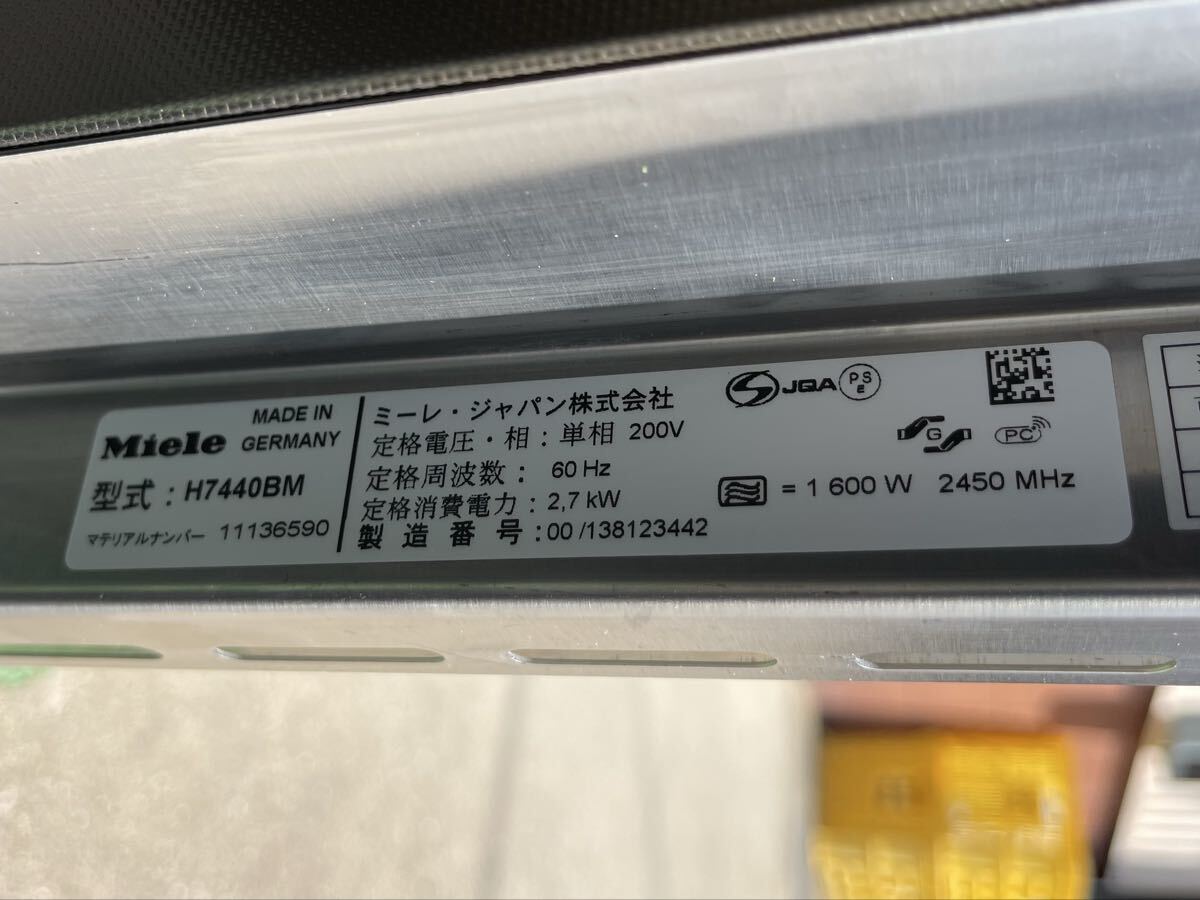 Miele MADE IN GERMANY
型式：H7440BM
マテリアルナンバー 11136590
ミーレ・ジャパン株式会社
定格電圧・相：単相 200V
定格周波数： 60 Hz
定格消費電力：2,7 kW
製造番号：00 /138123442
JQA PS E
G PC
= 1 600 W 2450 MHz